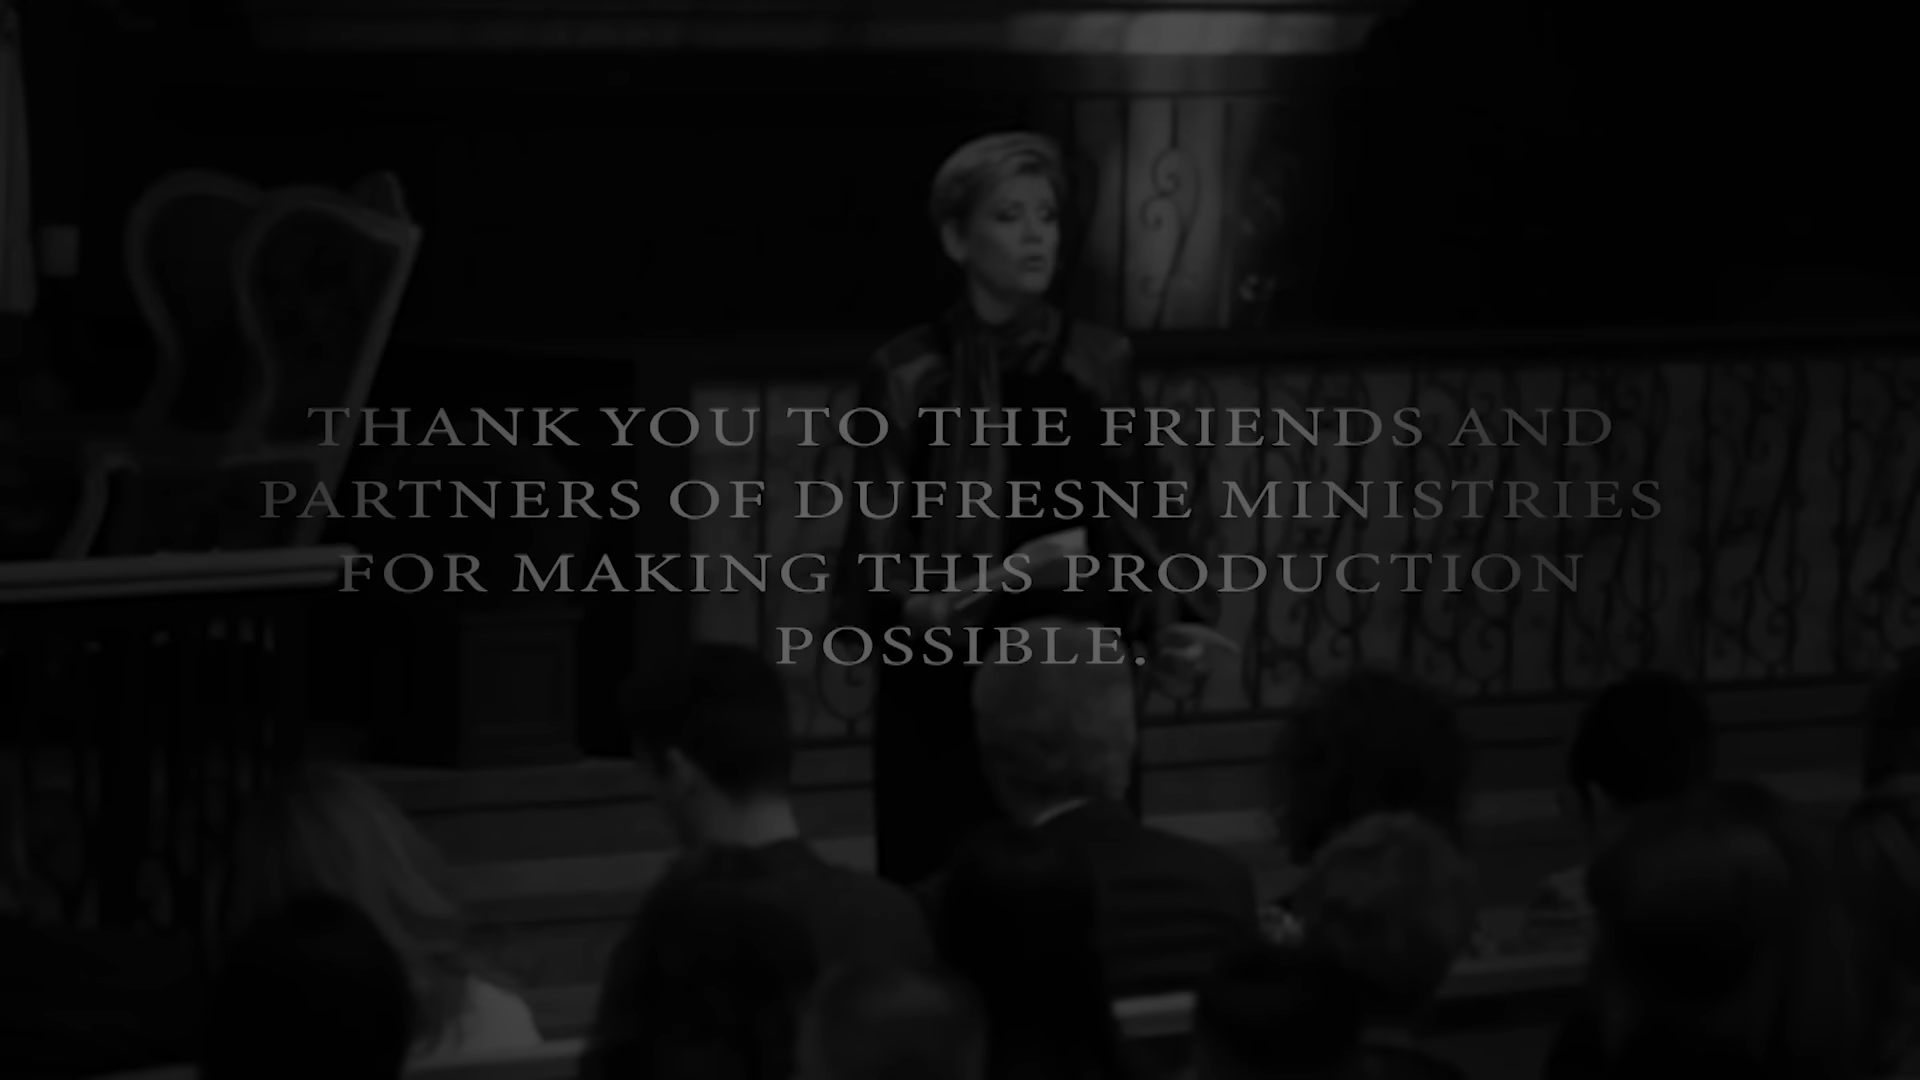 THANK YOU TO THE FRIENDS AND
PARTNERS OF DUFRESNE MINISTRIES
FOR MAKING THIS PRODUCTION
POSSIBLE.